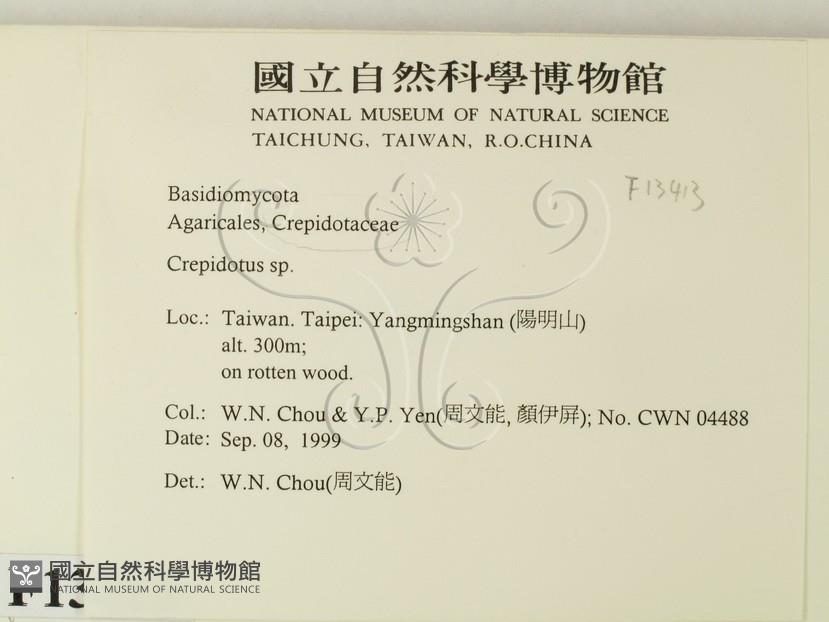 國立自然科學博物館
NATIONAL MUSEUM OF NATURAL SCIENCE
TAICHUNG, TAIWAN, R.O.CHINA
F13413
Basidiomycota
Agaricales, Crepidotaceae
Crepidotus sp.
Loc.: Taiwan. Taipei: Yangmingshan (陽明山)
alt. 300m;
on rotten wood.
Col.: W.N. Chou & Y.P. Yen(周文能, 顏伊屏); No. CWN 04488
Date: Sep. 08, 1999
Det.: W.N. Chou(周文能)
國立自然科學博物館
NATIONAL MUSEUM OF NATURAL SCIENCE